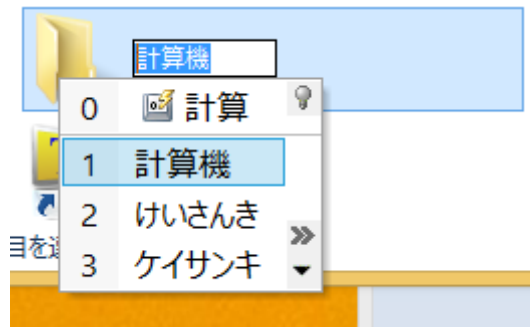 計算機
0 計算
1 計算機
2 けいさんき
3 ケイサンキ
目を